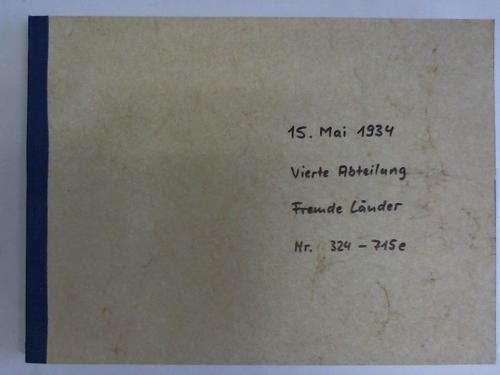 15. Mai 1934
Vierte Abteilung
Fremde Länder
Nr. 324 - 715e